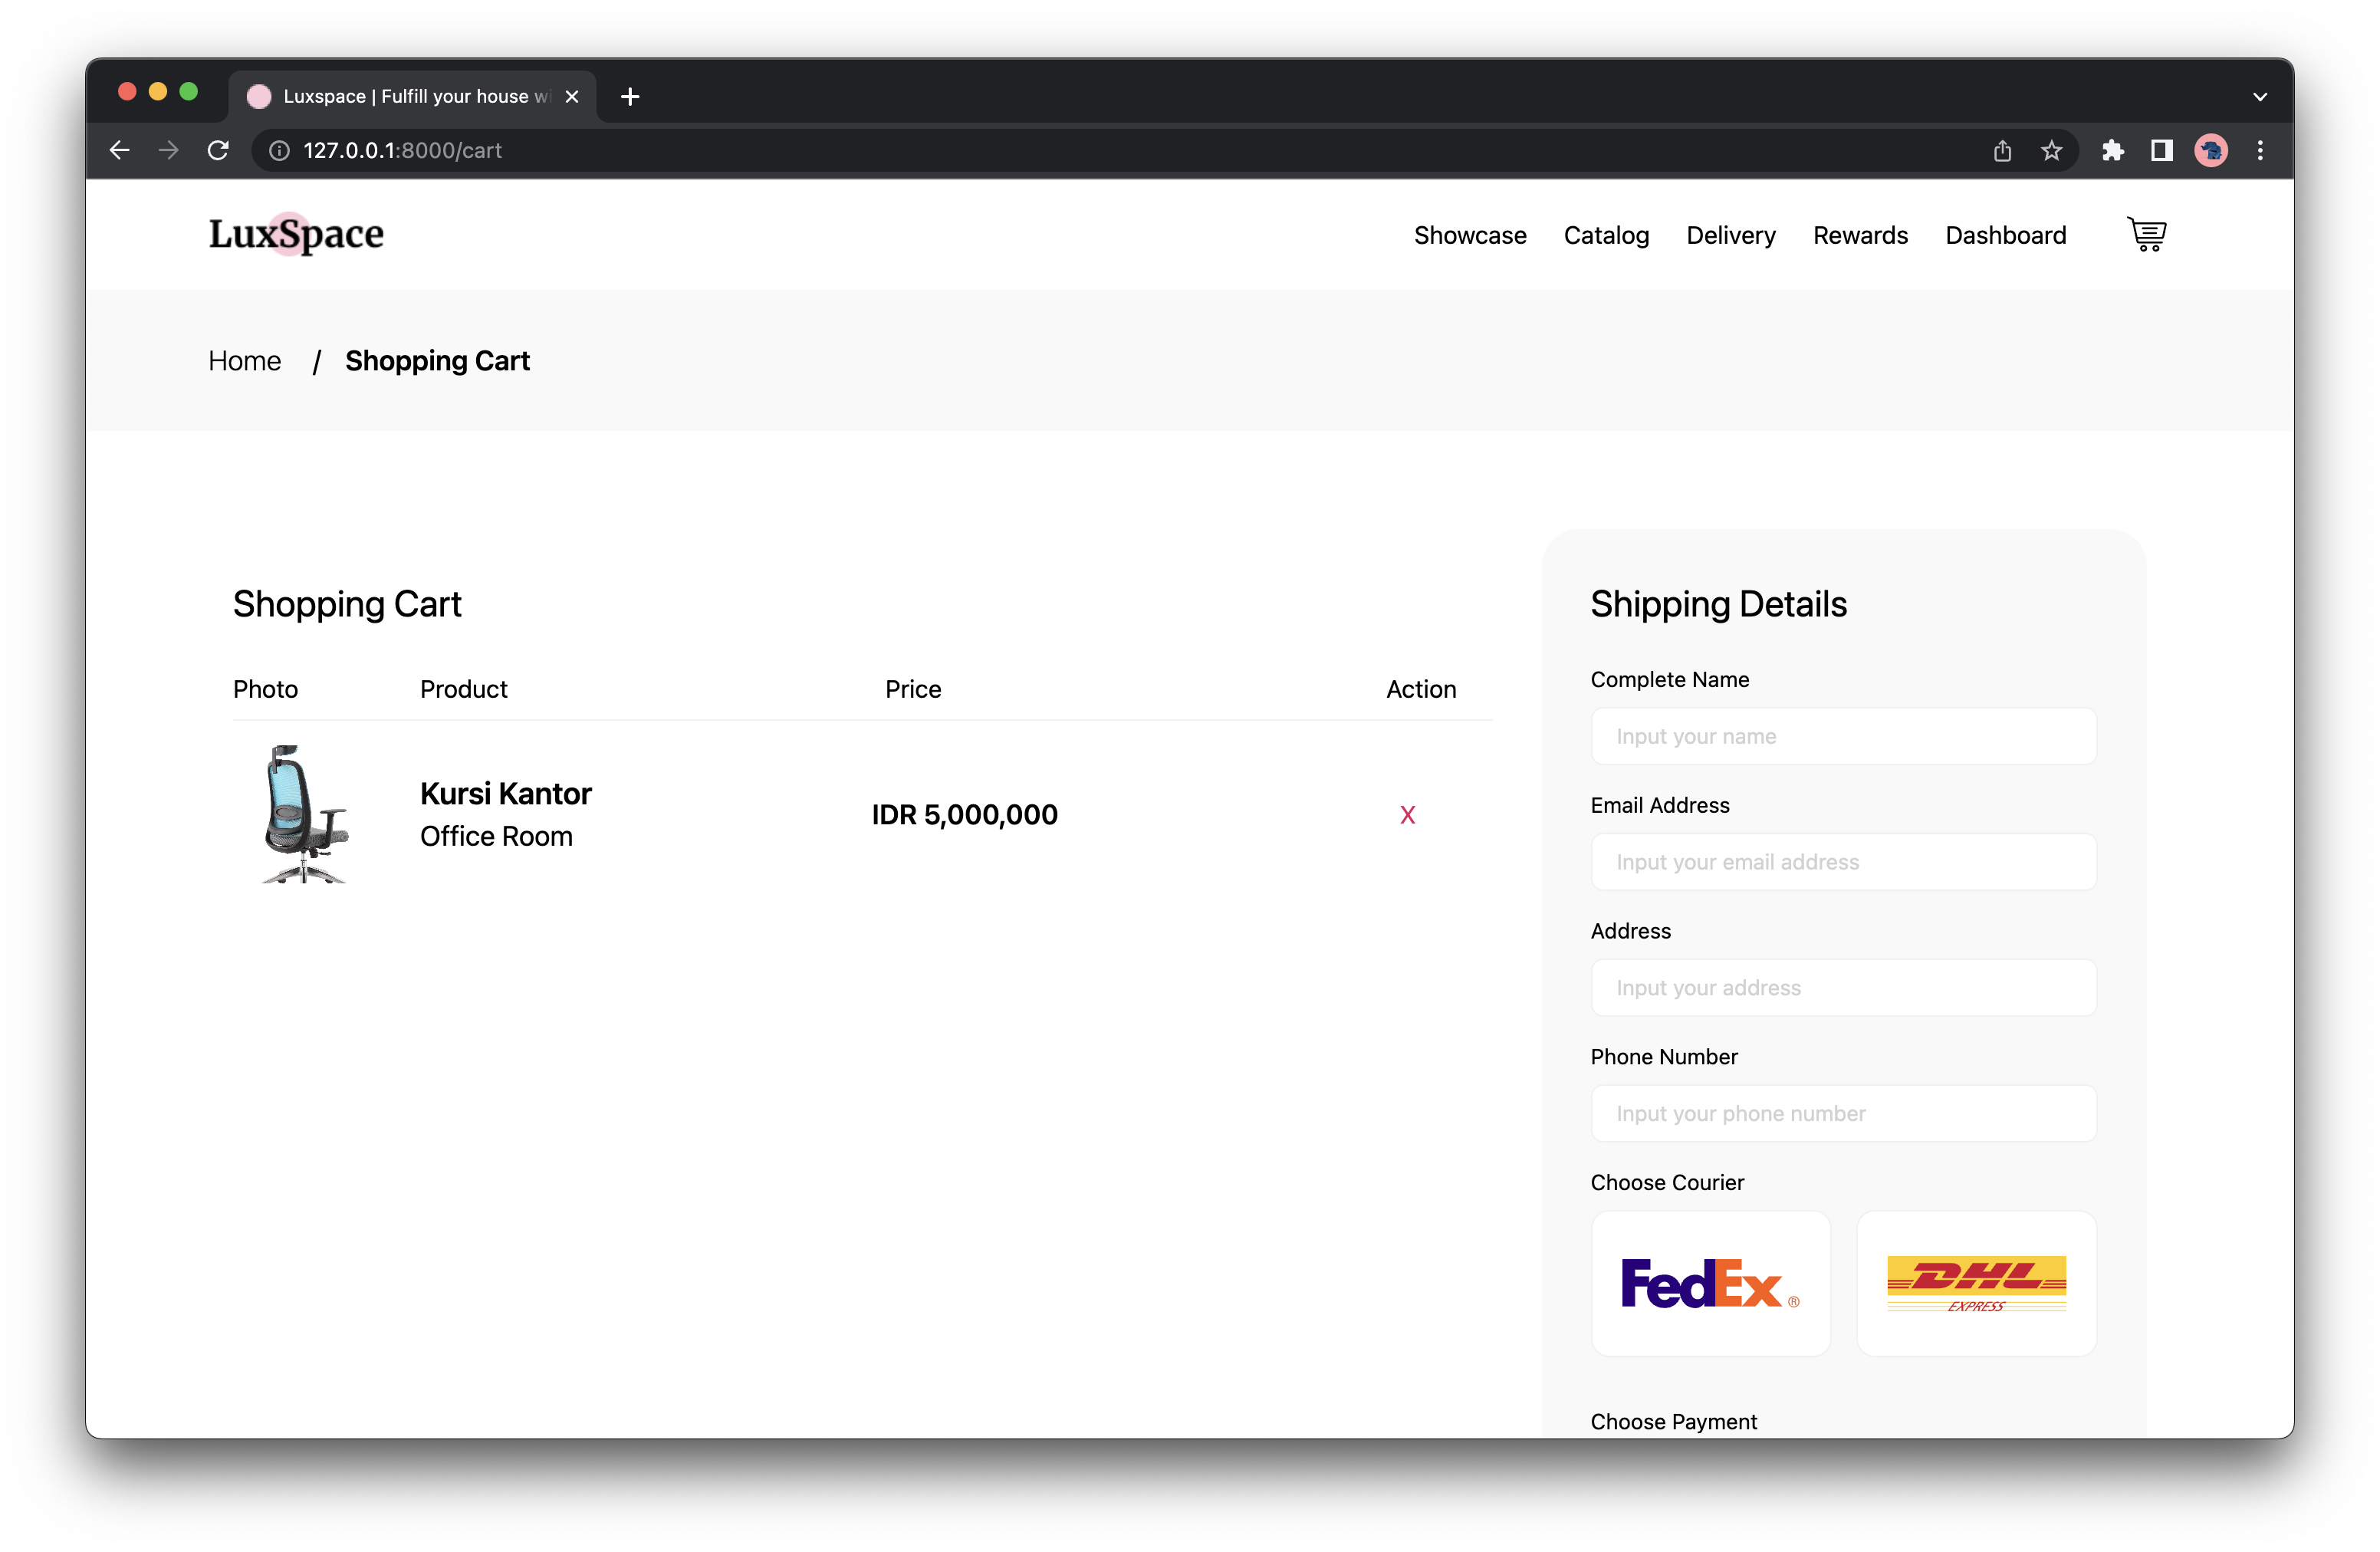 Luxspace | Fulfill your house wi
127.0.0.1:8000/cart
LuxSpace
Showcase Catalog Delivery Rewards Dashboard
Home / Shopping Cart
Shopping Cart
Photo Product Price Action
Kursi Kantor
Office Room
IDR 5,000,000
X
Shipping Details
Complete Name
Input your name
Email Address
Input your email address
Address
Input your address
Phone Number
Input your phone number
Choose Courier
FedEx ®
DHL
EXPRESS
Choose Payment